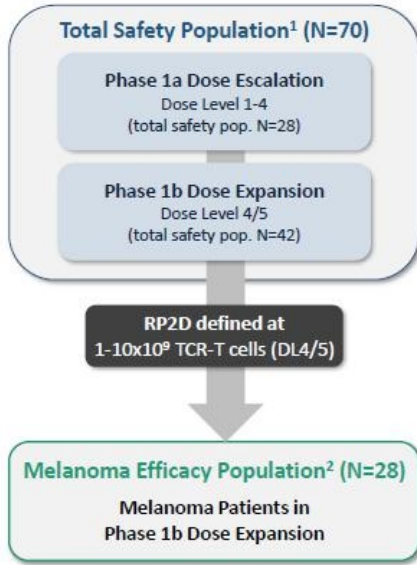 Total Safety Population¹ (N=70)
Phase 1a Dose Escalation
Dose Level 1-4
(total safety pop. N=28)
Phase 1b Dose Expansion
Dose Level 4/5
(total safety pop. N=42)
RP2D defined at
1-10x10⁹ TCR-T cells (DL4/5)
Melanoma Efficacy Population² (N=28)
Melanoma Patients in
Phase 1b Dose Expansion